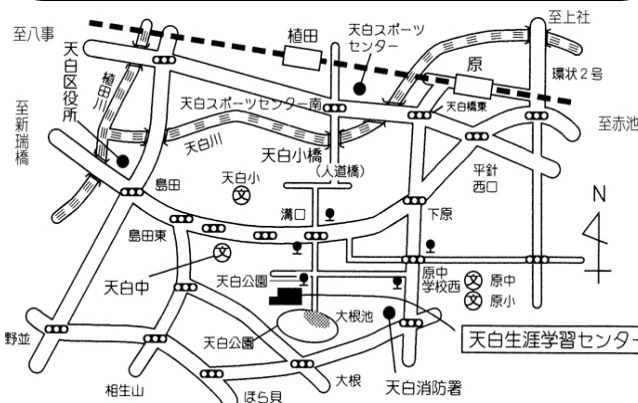 至八事
植田
天白スポーツ
センター
至上社
環状2号
天白区役所
植田川
原
天白スポーツセンター南
天白橋東
至赤池
至新瑞橋
天白川
天白小橋
(人道橋)
平針
西口
島田
天白小
文
溝口
下原
N
島田東
文
天白中
天白公園
原中
学校西
文
原中
文
原小
大根池
天白公園
野並
天白生涯学習センター
相生山
ほら貝
大根
天白消防署